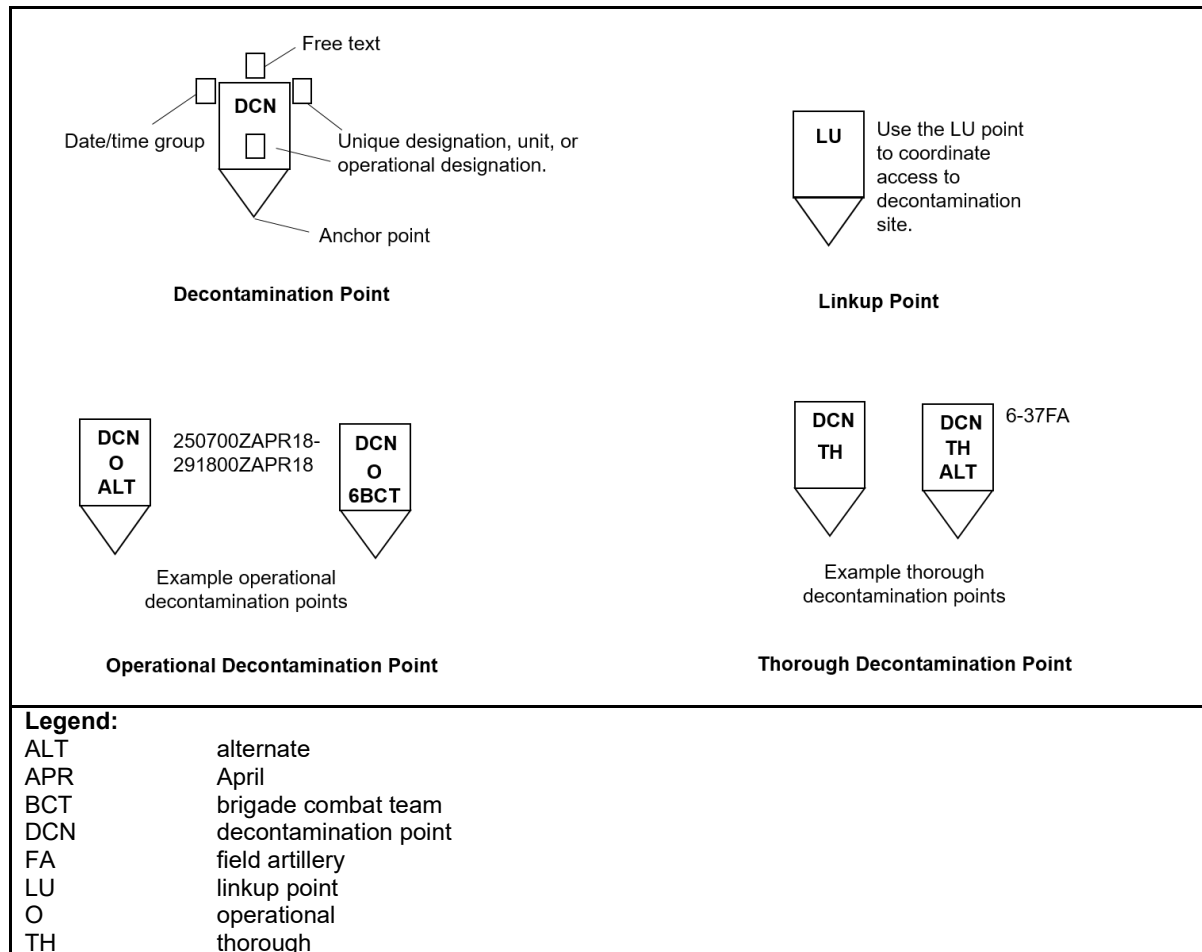 Free text
DCN
Date/time group
Unique designation, unit, or
operational designation.
Anchor point
Decontamination Point
LU
Use the LU point
to coordinate
access to
decontamination
site.
Linkup Point
DCN
O
ALT
250700ZAPR18-
291800ZAPR18
DCN
O
6BCT
Example operational
decontamination points
Operational Decontamination Point
DCN
TH
DCN
TH
ALT
6-37FA
Example thorough
decontamination points
Thorough Decontamination Point
Legend:
ALT alternate
APR April
BCT brigade combat team
DCN decontamination point
FA field artillery
LU linkup point
O operational
TH thorough